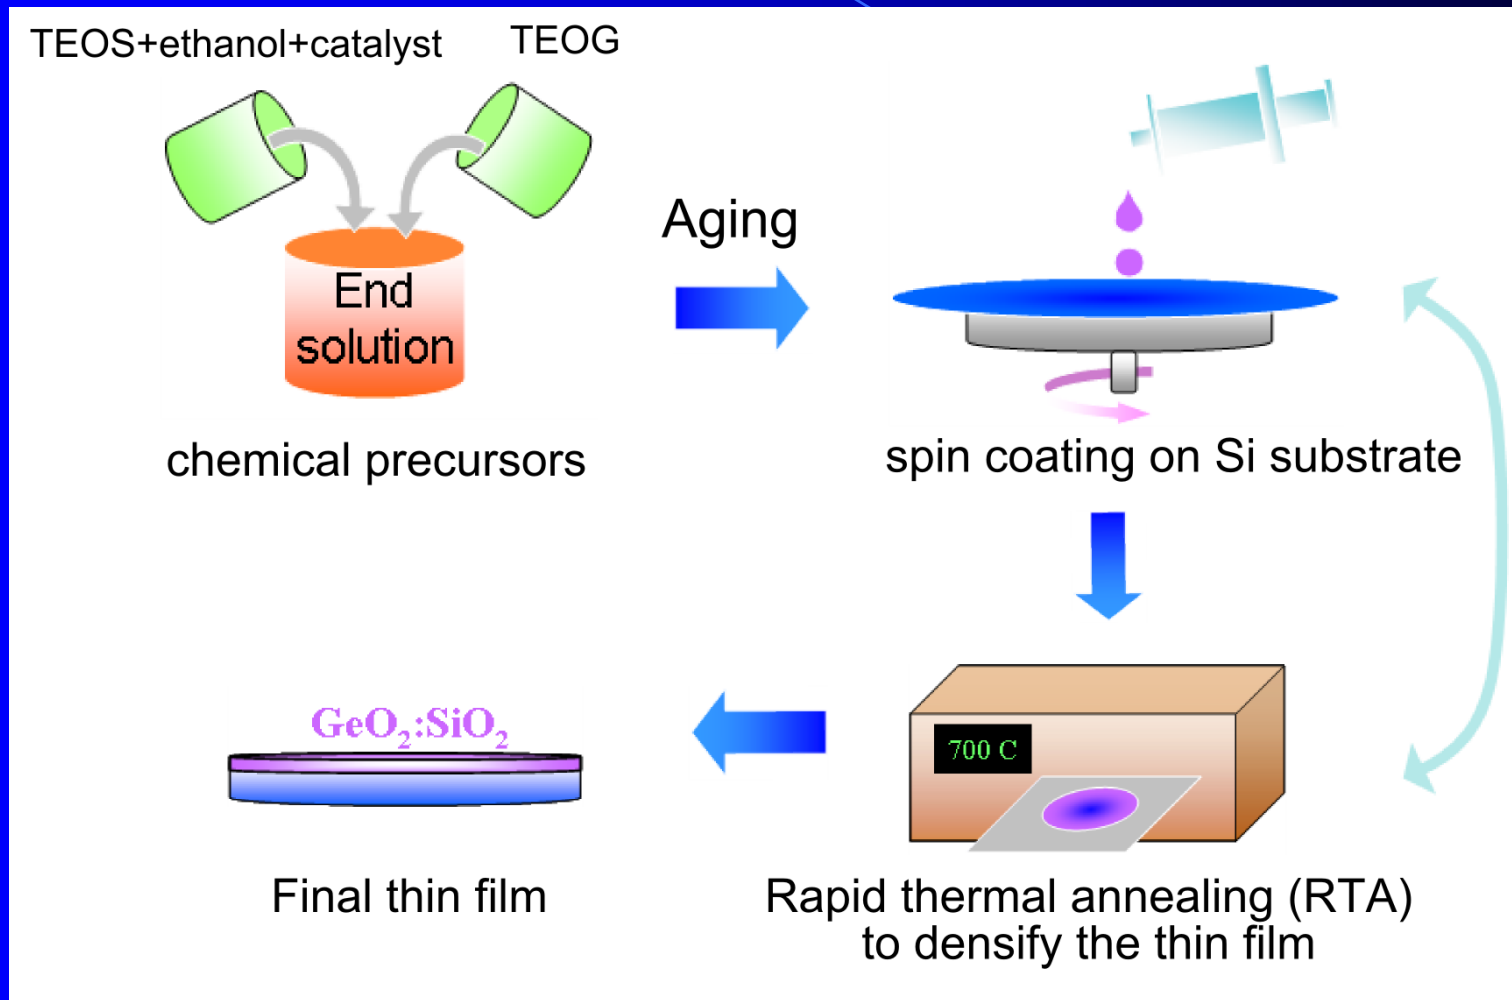 TEOS+ethanol+catalyst
TEOG
End
solution
chemical precursors
Aging
spin coating on Si substrate
700 C
Rapid thermal annealing (RTA)
to densify the thin film
GeO₂:SiO₂
Final thin film